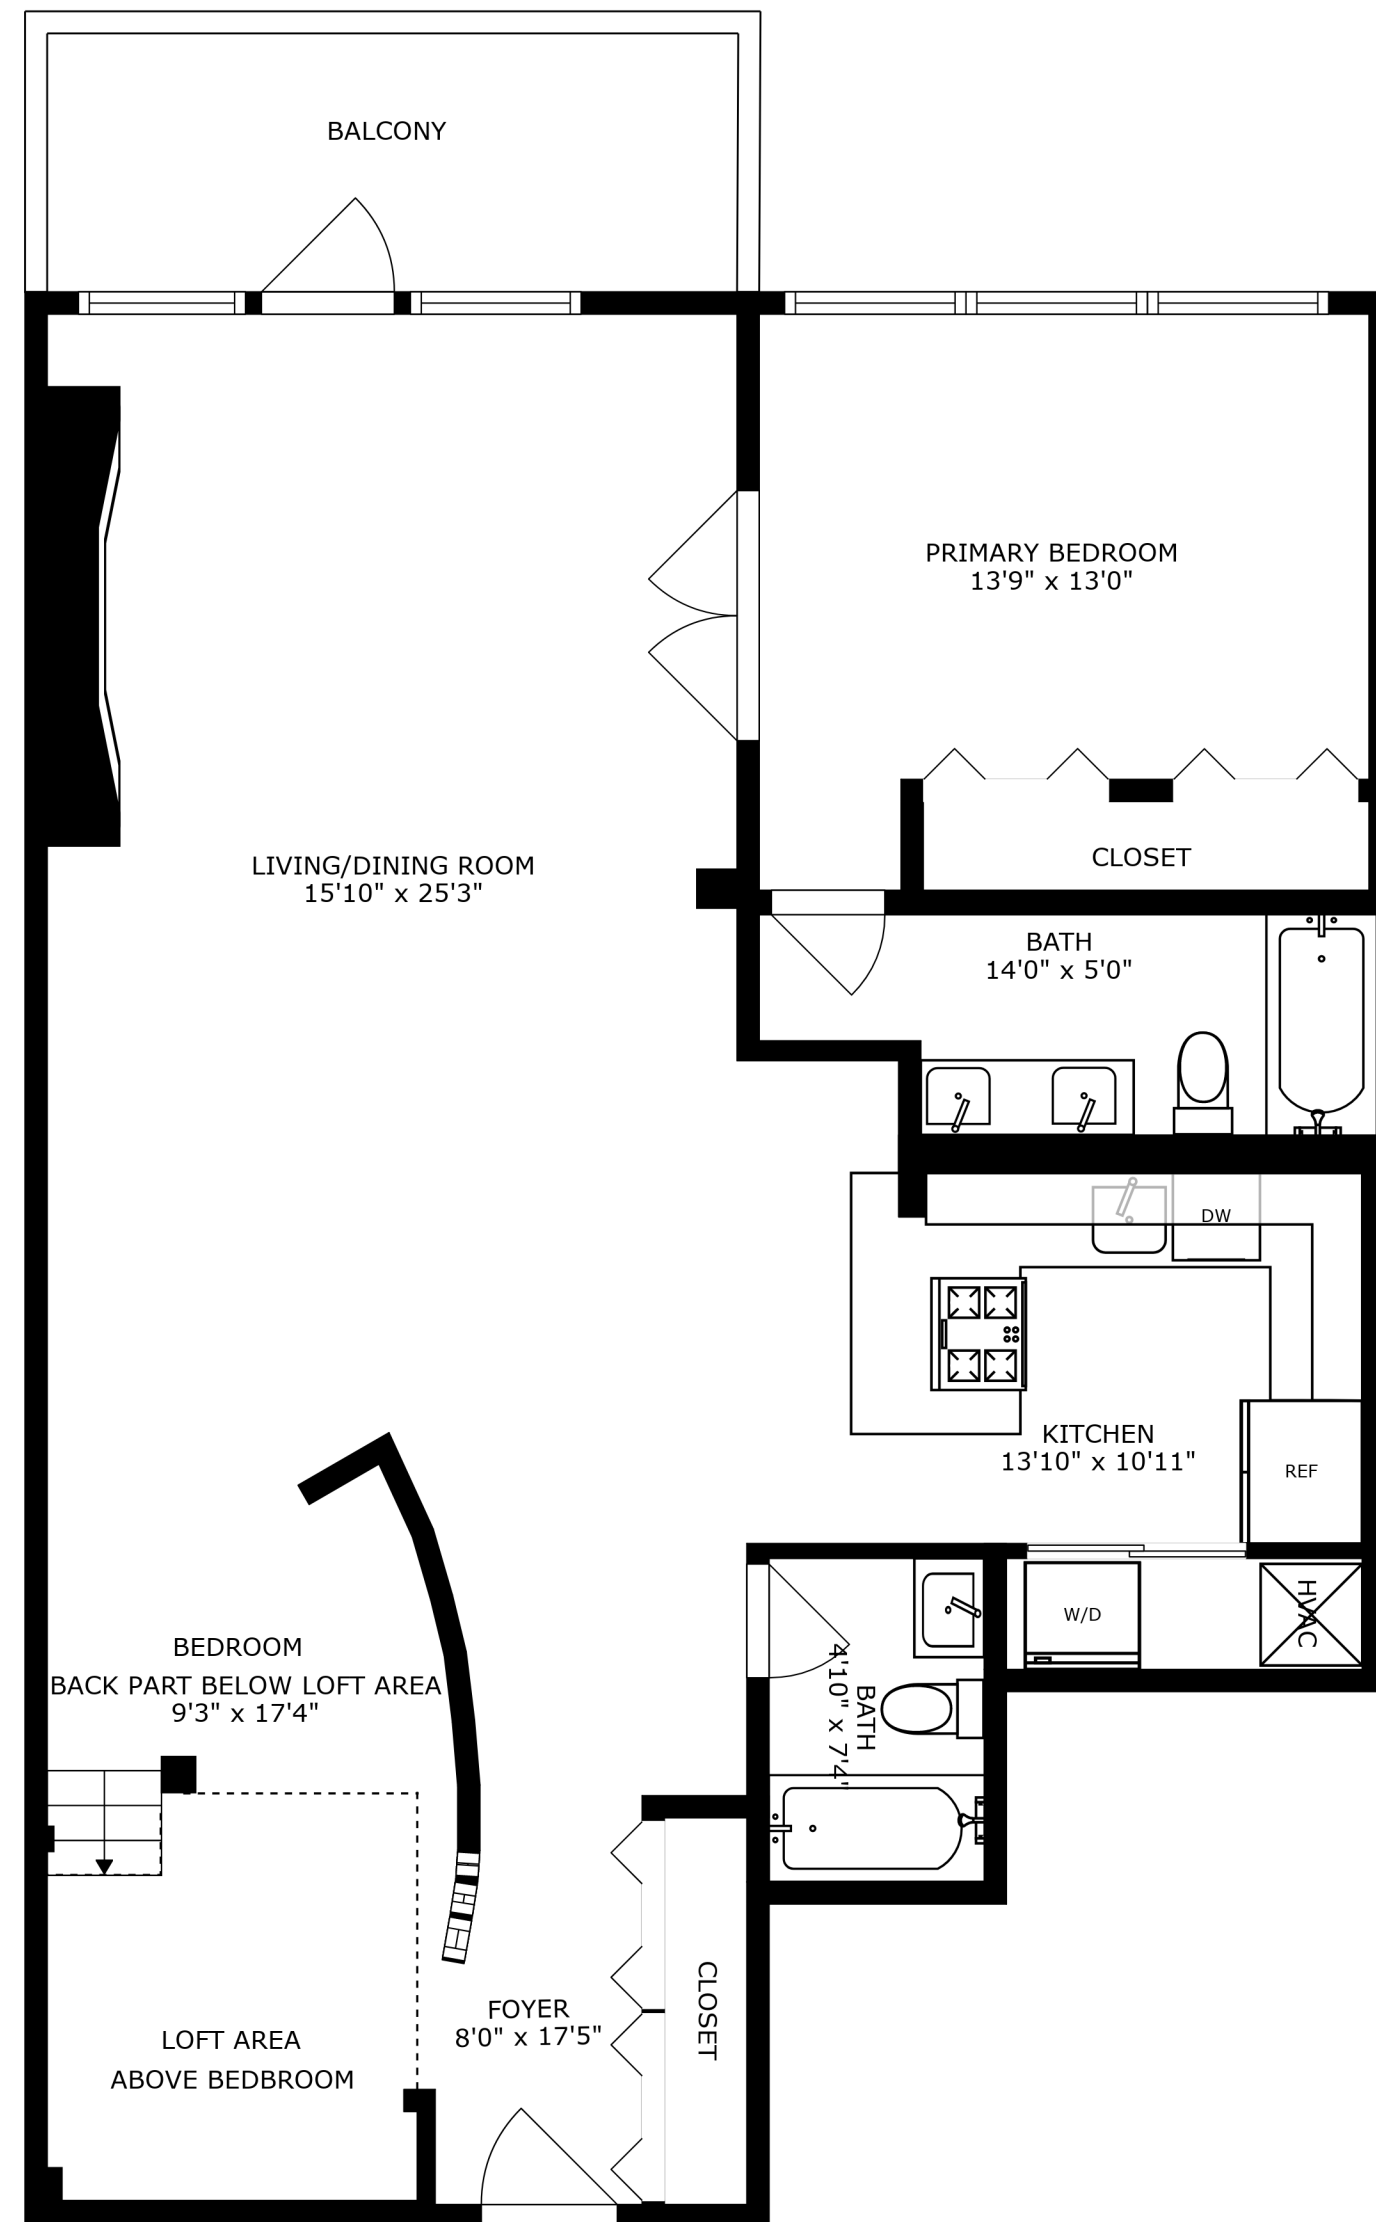 BALCONY
PRIMARY BEDROOM
13'9" x 13'0"
CLOSET
LIVING/DINING ROOM
15'10" x 25'3"
BATH
14'0" x 5'0"
DW
KITCHEN
13'10" x 10'11"
REF
W/D
HVAC
BEDROOM
BACK PART BELOW LOFT AREA
9'3" x 17'4"
BATH
4'10" x 7'4"
CLOSET
FOYER
8'0" x 17'5"
LOFT AREA
ABOVE BEDBROOM